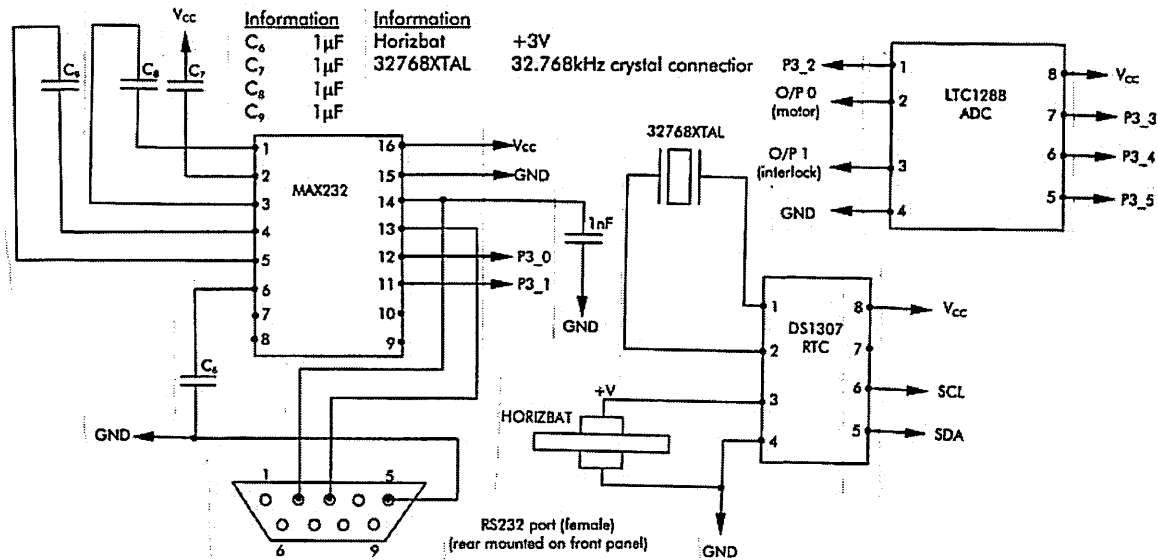 Information Information
C₆ 1µF Horizbat +3V
C₇ 1µF 32768XTAL 32.768kHz crystal connectior
C₈ 1µF
C₉ 1µF
Vcc
C₉
C₈
C₇
MAX232
1
2
3
4
5
6
7
8
16
15
14
13
12
11
10
9
Vcc
GND
P3_0
P3_1
1nF
GND
C₆
GND
1
5
6
9
RS232 port (female)
(rear mounted on front panel)
32768XTAL
LTC1288
ADC
P3_2
O/P 0
(motor)
O/P 1
(interlock)
GND
1
2
3
4
8
7
6
5
Vcc
P3_3
P3_4
P3_5
DS1307
RTC
1
2
3
4
8
7
6
5
Vcc
SCL
SDA
+V
HORIZBAT
GND